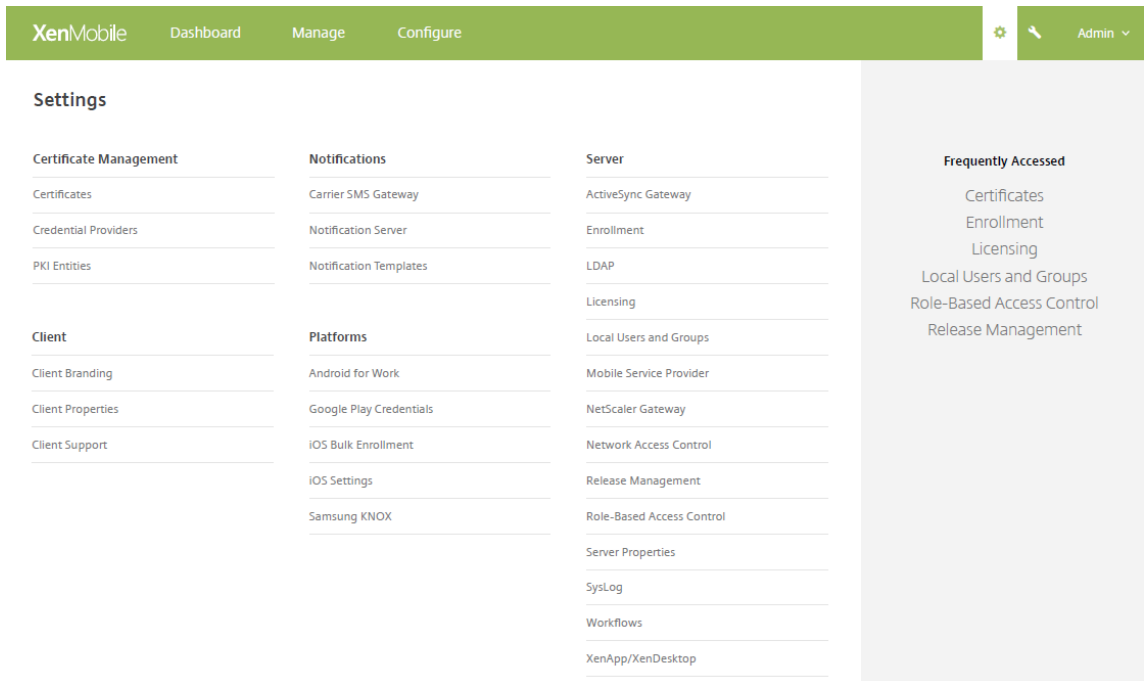 XenMobile Dashboard Manage Configure Admin
Settings
Certificate Management
Certificates
Credential Providers
PKI Entities
Client
Client Branding
Client Properties
Client Support
Notifications
Carrier SMS Gateway
Notification Server
Notification Templates
Platforms
Android for Work
Google Play Credentials
iOS Bulk Enrollment
iOS Settings
Samsung KNOX
Server
ActiveSync Gateway
Enrollment
LDAP
Licensing
Local Users and Groups
Mobile Service Provider
NetScaler Gateway
Network Access Control
Release Management
Role-Based Access Control
Server Properties
SysLog
Workflows
XenApp/XenDesktop
Frequently Accessed
Certificates
Enrollment
Licensing
Local Users and Groups
Role-Based Access Control
Release Management